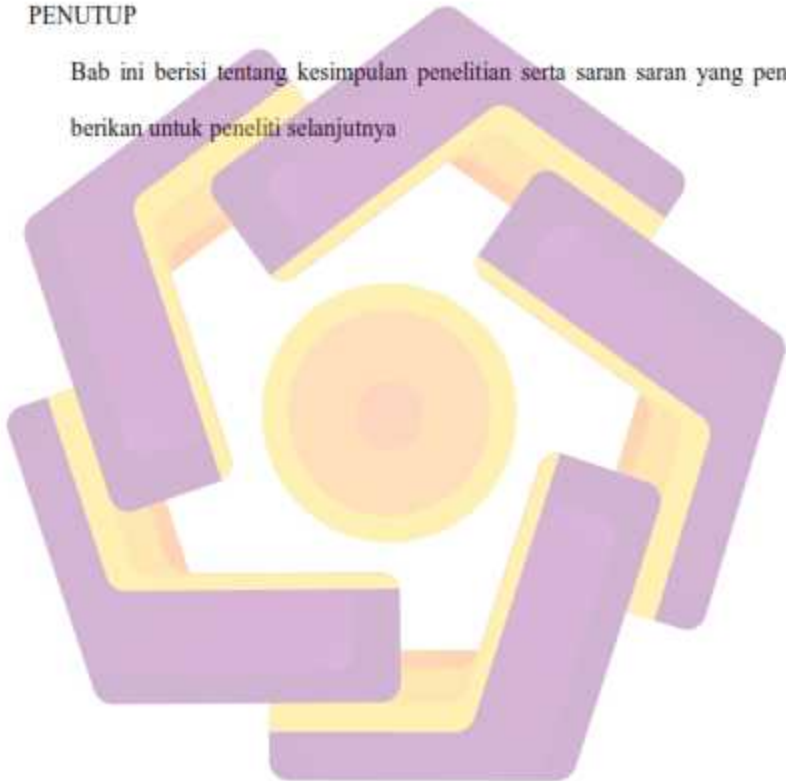 PENUTUP
Bab ini berisi tentang kesimpulan penelitian serta saran saran yang pen
berikan untuk peneliti selanjutnya